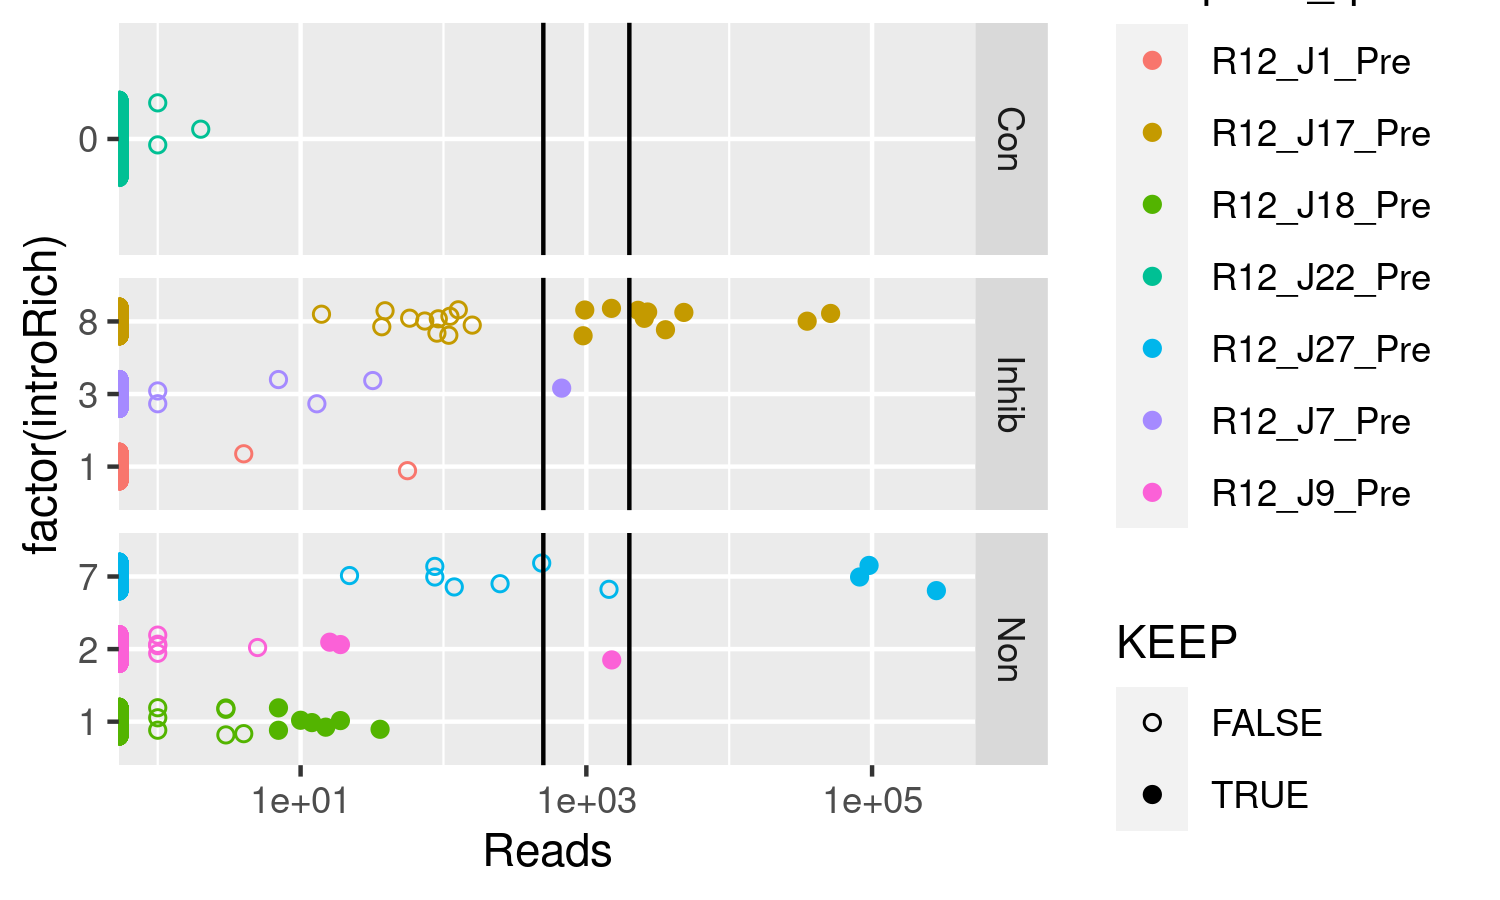 factor(introRich)
0
Con
8
3
1
Inhib
7
2
1
Non
1e+01 1e+03 1e+05
Reads
R12_J1_Pre
R12_J17_Pre
R12_J18_Pre
R12_J22_Pre
R12_J27_Pre
R12_J7_Pre
R12_J9_Pre
KEEP
FALSE
TRUE